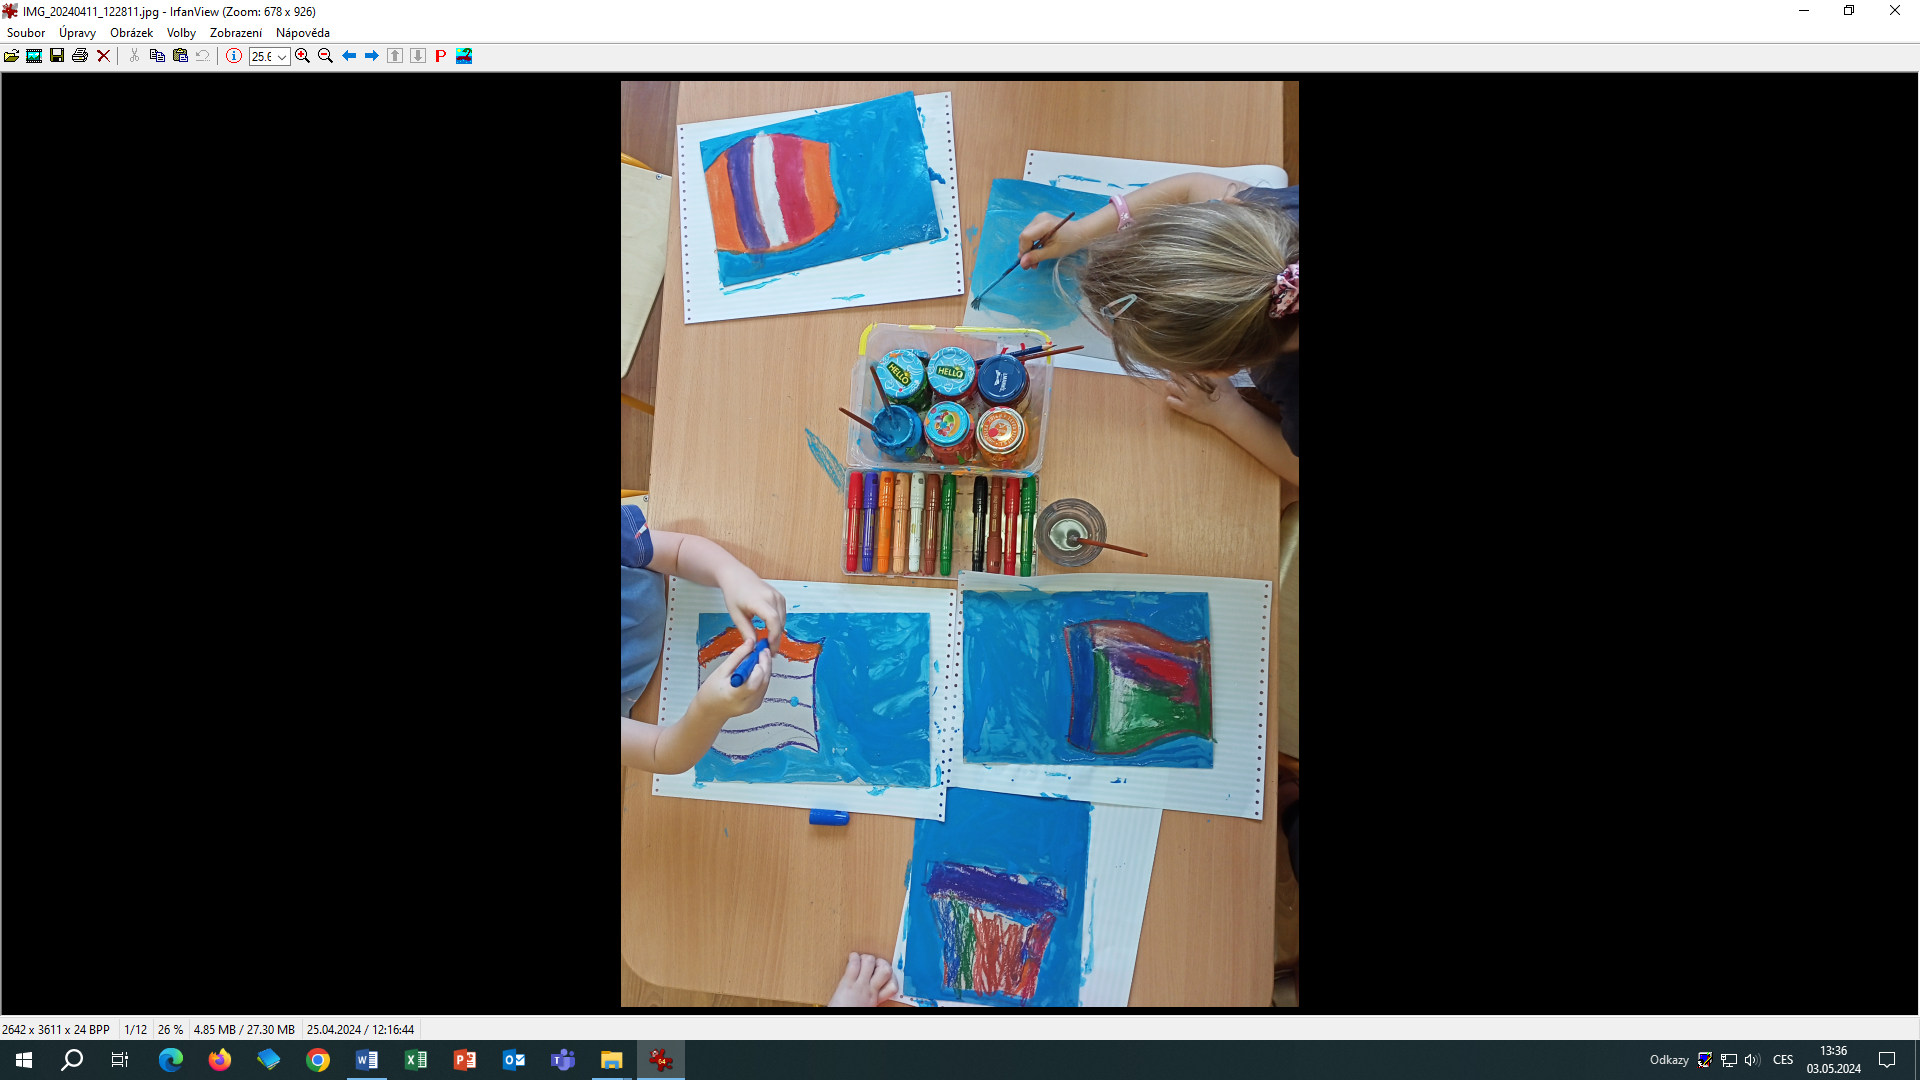 IMG_20240411_122811.jpg - IrfanView (Zoom: 678 x 926)
Soubor Úpravy Obrázek Volby Zobrazení Nápověda
P
HELLO HELLO
2642 x 3611 x 24 BPP 1/12 26 % 4.85 MB / 27.30 MB 25.04.2024 / 12:16:44
Odkazy CES 13:36
03.05.2024